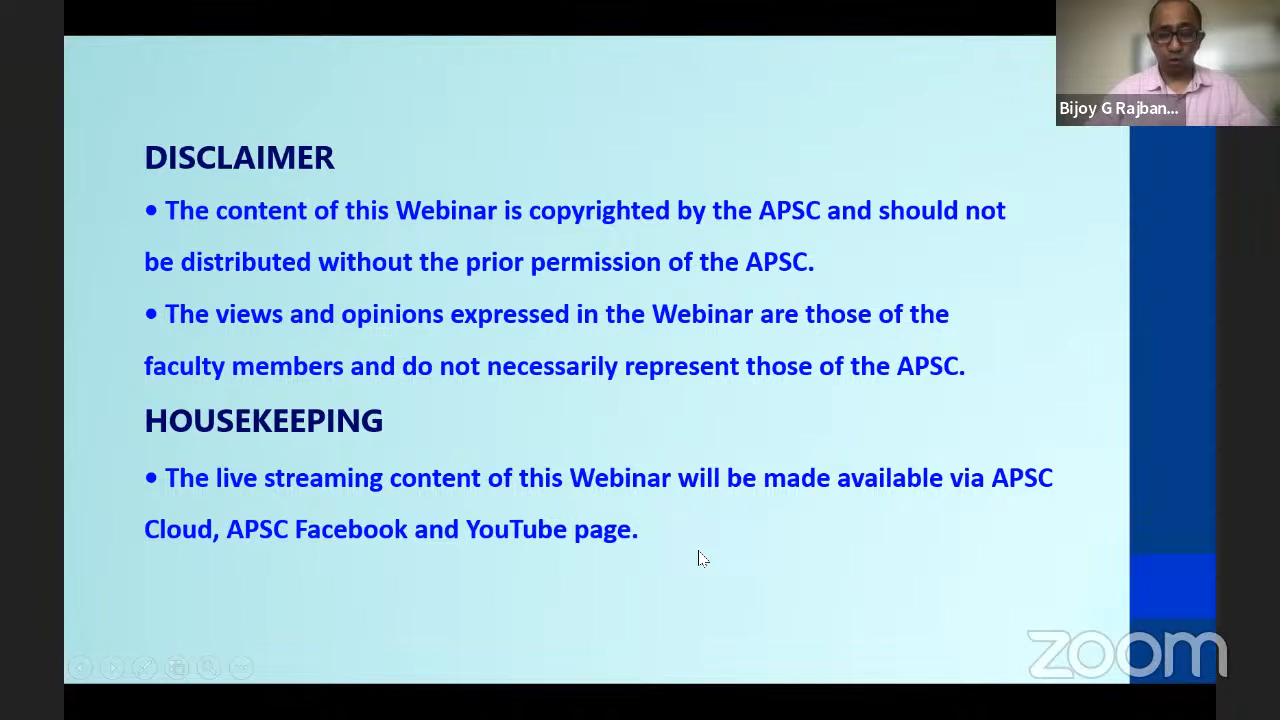 Bijoy G Rajban...
DISCLAIMER
• The content of this Webinar is copyrighted by the APSC and should not
be distributed without the prior permission of the APSC.
• The views and opinions expressed in the Webinar are those of the
faculty members and do not necessarily represent those of the APSC.
HOUSEKEEPING
• The live streaming content of this Webinar will be made available via APSC
Cloud, APSC Facebook and YouTube page.
zoom